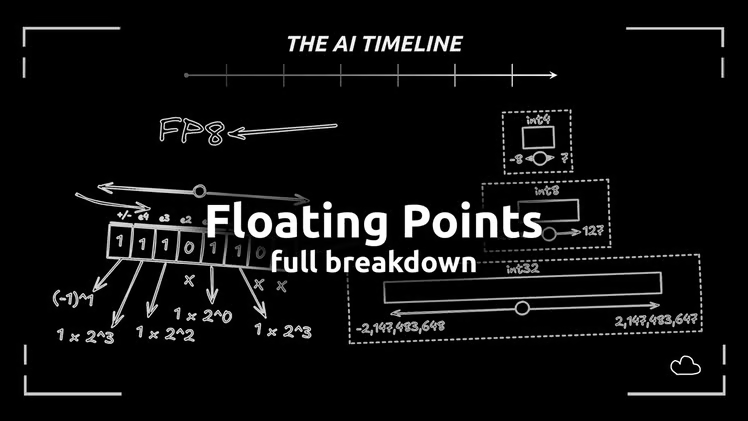 THE AI TIMELINE
FP8
int4
-8 7
int8
127
+/- e4 e3 e2
1 1 1 0 1 1 0
Floating Points
full breakdown
int32
x x x
(-1)^1
1 x 2^3
1 x 2^2
1 x 2^0
1 x 2^3
-2,147,483,648
2,147,483,647